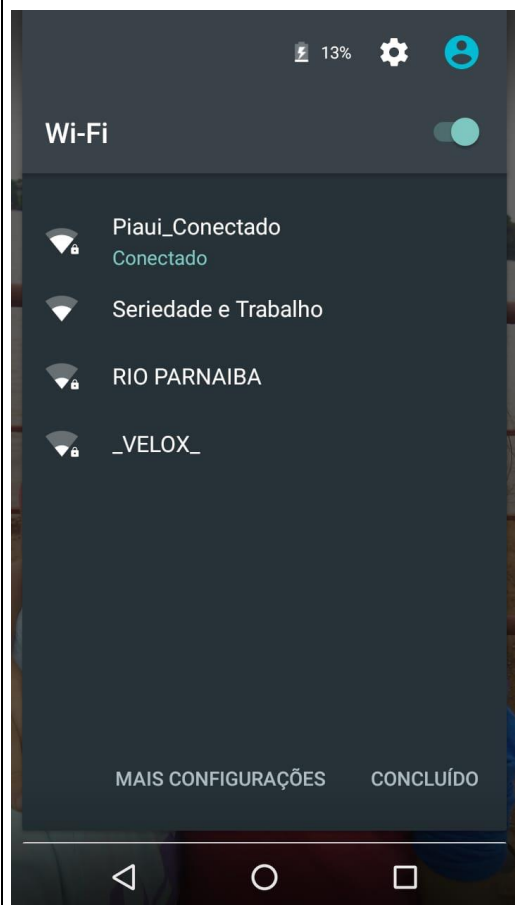 13%
Wi-Fi
Piaui_Conectado
Conectado
Seriedade e Trabalho
RIO PARNAIBA
_VELOX_
MAIS CONFIGURAÇÕES CONCLUÍDO